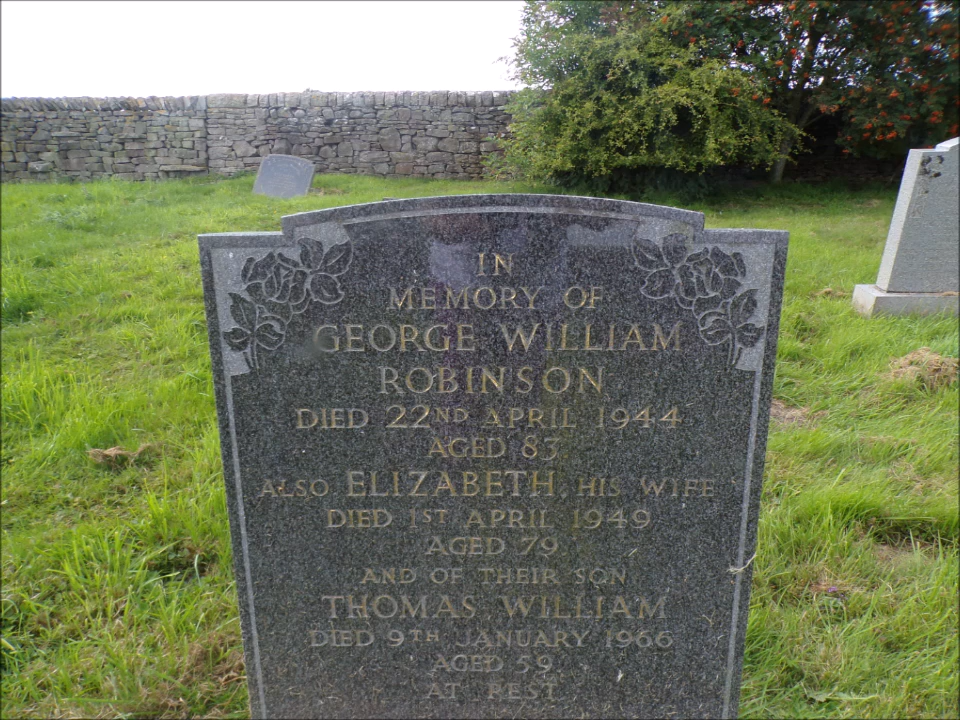 IN
MEMORY OF
GEORGE WILLIAM
ROBINSON
DIED 22ND APRIL 1944
AGED 83
ALSO ELIZABETH, HIS WIFE
DIED 1ST APRIL 1949
AGED 79
AND OF THEIR SON
THOMAS WILLIAM
DIED 9TH JANUARY 1966
AGED 59
AT REST